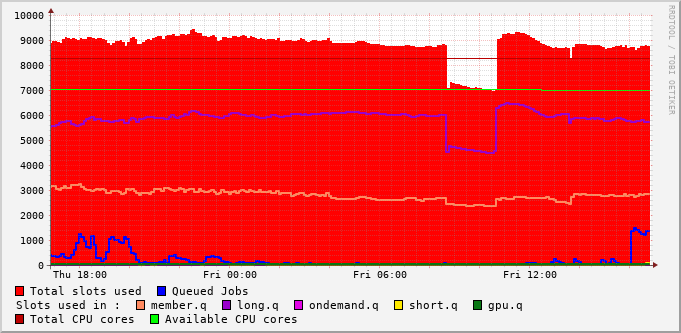 10000
9000
8000
7000
6000
5000
4000
3000
2000
1000
0
Thu 18:00 Fri 00:00 Fri 06:00 Fri 12:00
RRDTOOL / TOBI OETIKER
Total slots used Queued Jobs
Slots used in : member.q long.q ondemand.q short.q gpu.q
Total CPU cores Available CPU cores